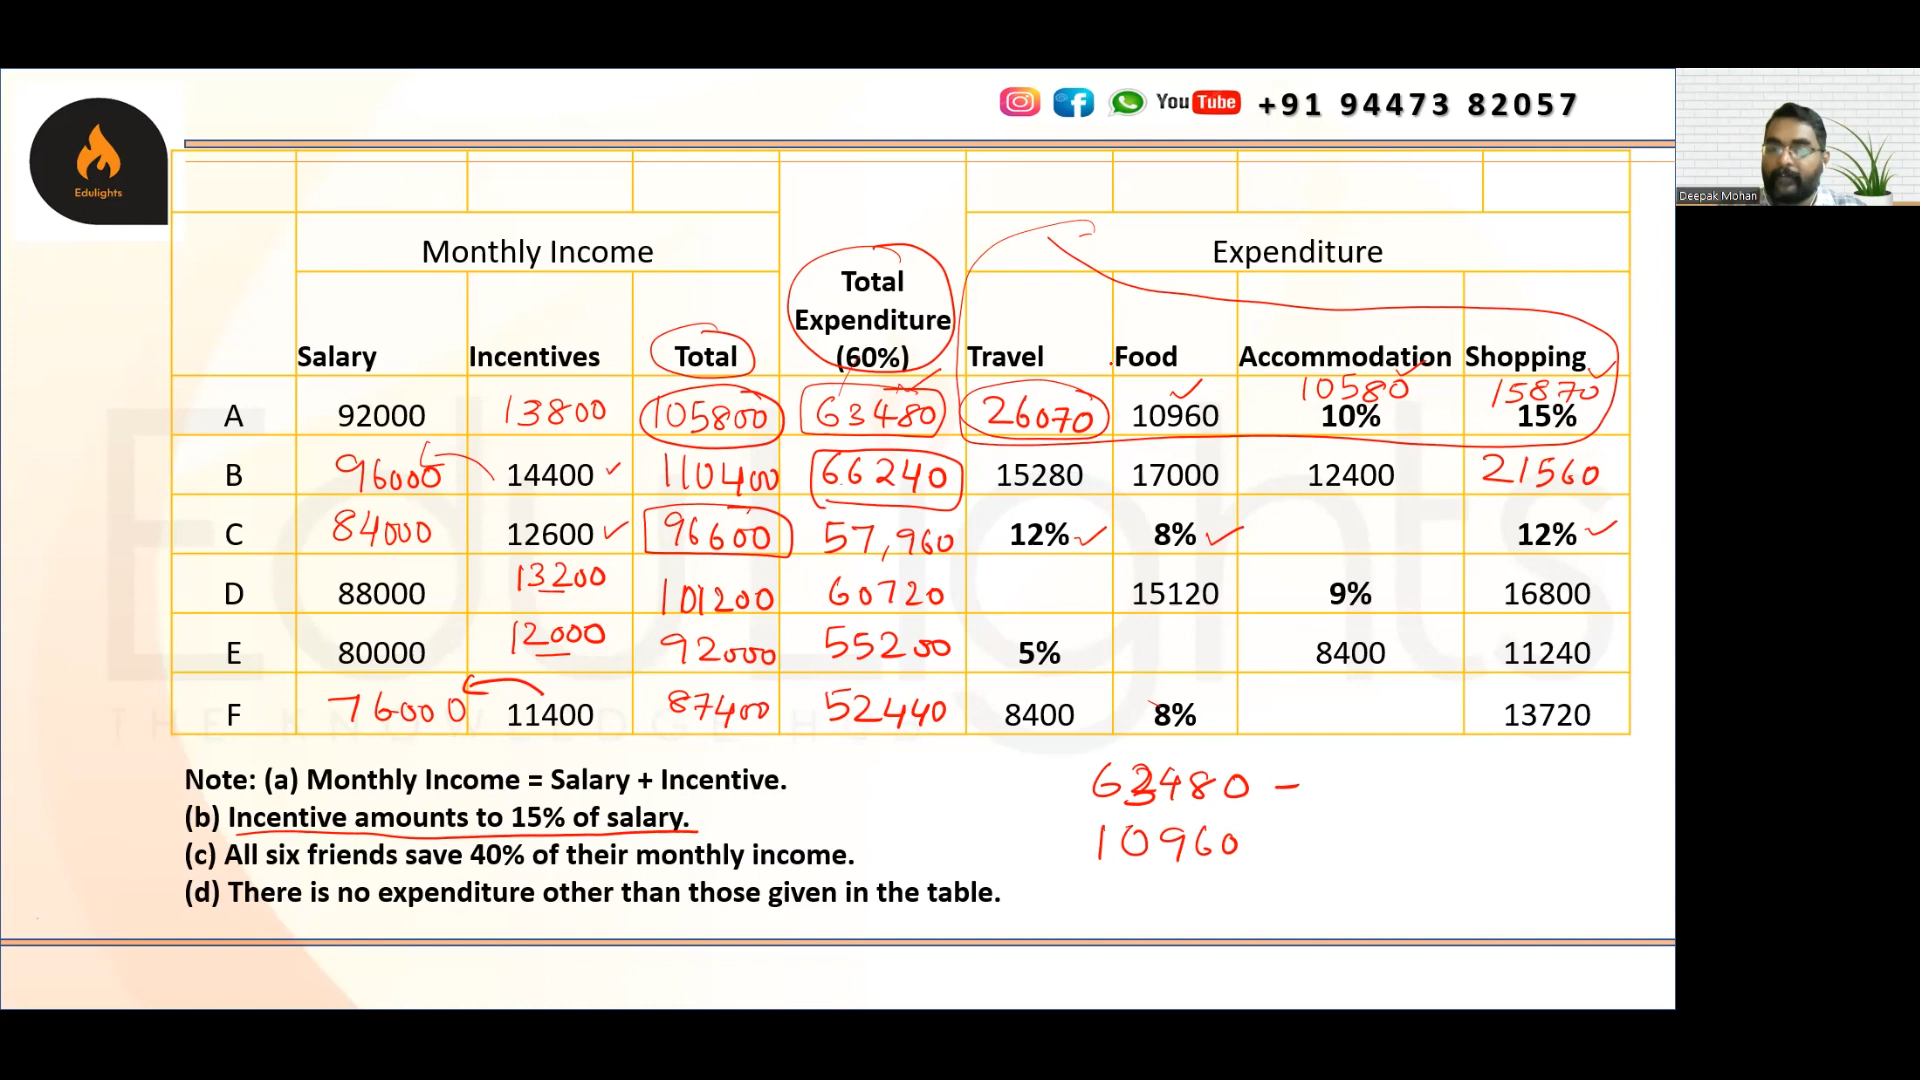 You Tube +91 94473 82057
Edulights
Deepak Mohan
Monthly Income Total Expenditure (60%) Expenditure
Salary Incentives Total Travel Food Accommodation Shopping
A 92000 13800 105800 63480 26070 10960 10580 10% 15870 15%
B 96000 14400 110400 66240 15280 17000 12400 21560
C 84000 12600 96600 57,960 12% 8% 12%
D 88000 13200 101200 60720 15120 9% 16800
E 80000 12000 92000 55200 5% 8400 11240
F 76000 11400 87400 52440 8400 8% 13720
Note: (a) Monthly Income = Salary + Incentive.
(b) Incentive amounts to 15% of salary.
(c) All six friends save 40% of their monthly income.
(d) There is no expenditure other than those given in the table.
63480 -
10960